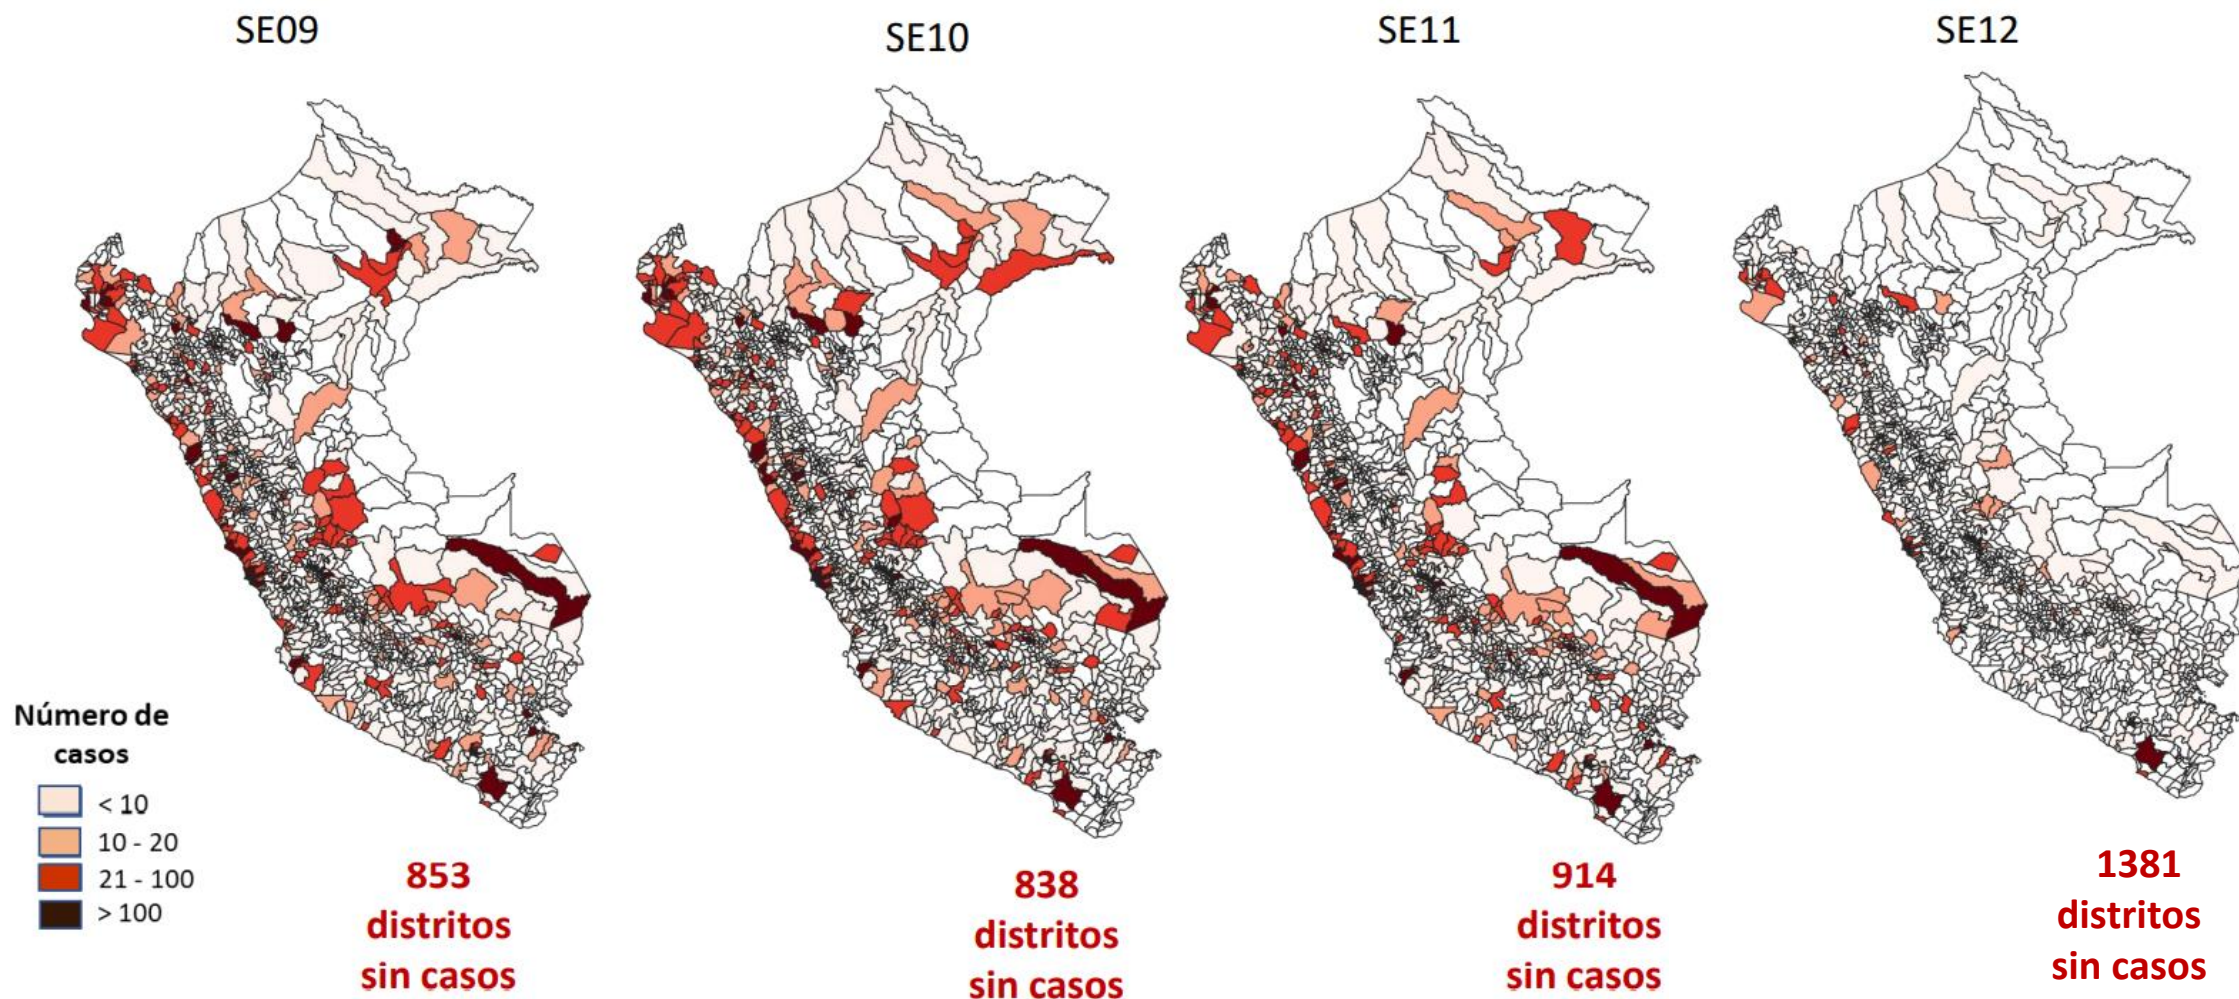 SE09
SE10
SE11
SE12
Número de
casos
< 10
10 - 20
21 - 100
> 100
853
distritos
sin casos
838
distritos
sin casos
914
distritos
sin casos
1381
distritos
sin casos